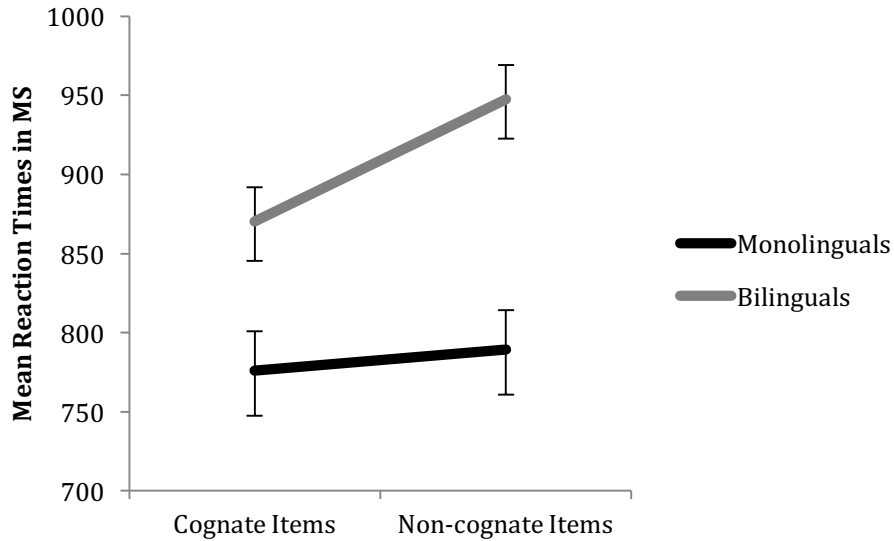 Mean Reaction Times in MS
1000
950
900
850
800
750
700
Cognate Items
Non-cognate Items
Monolinguals
Bilinguals